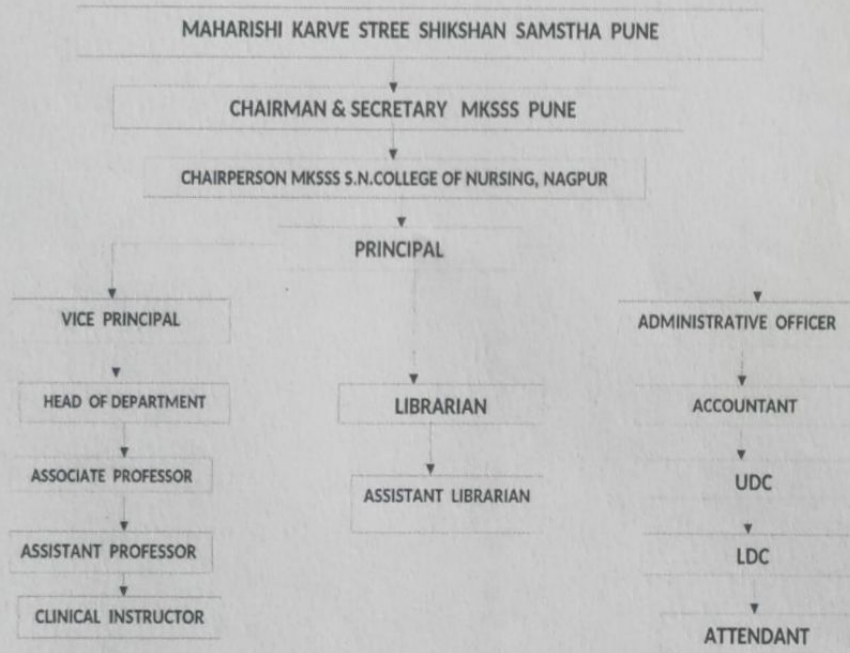 MAHARISHI KARVE STREE SHIKSHAN SAMSTHA PUNE
CHAIRMAN & SECRETARY MKSSS PUNE
CHAIRPERSON MKSSS S.N.COLLEGE OF NURSING, NAGPUR
PRINCIPAL
VICE PRINCIPAL
HEAD OF DEPARTMENT
ASSOCIATE PROFESSOR
ASSISTANT PROFESSOR
CLINICAL INSTRUCTOR
LIBRARIAN
ASSISTANT LIBRARIAN
ADMINISTRATIVE OFFICER
ACCOUNTANT
UDC
LDC
ATTENDANT